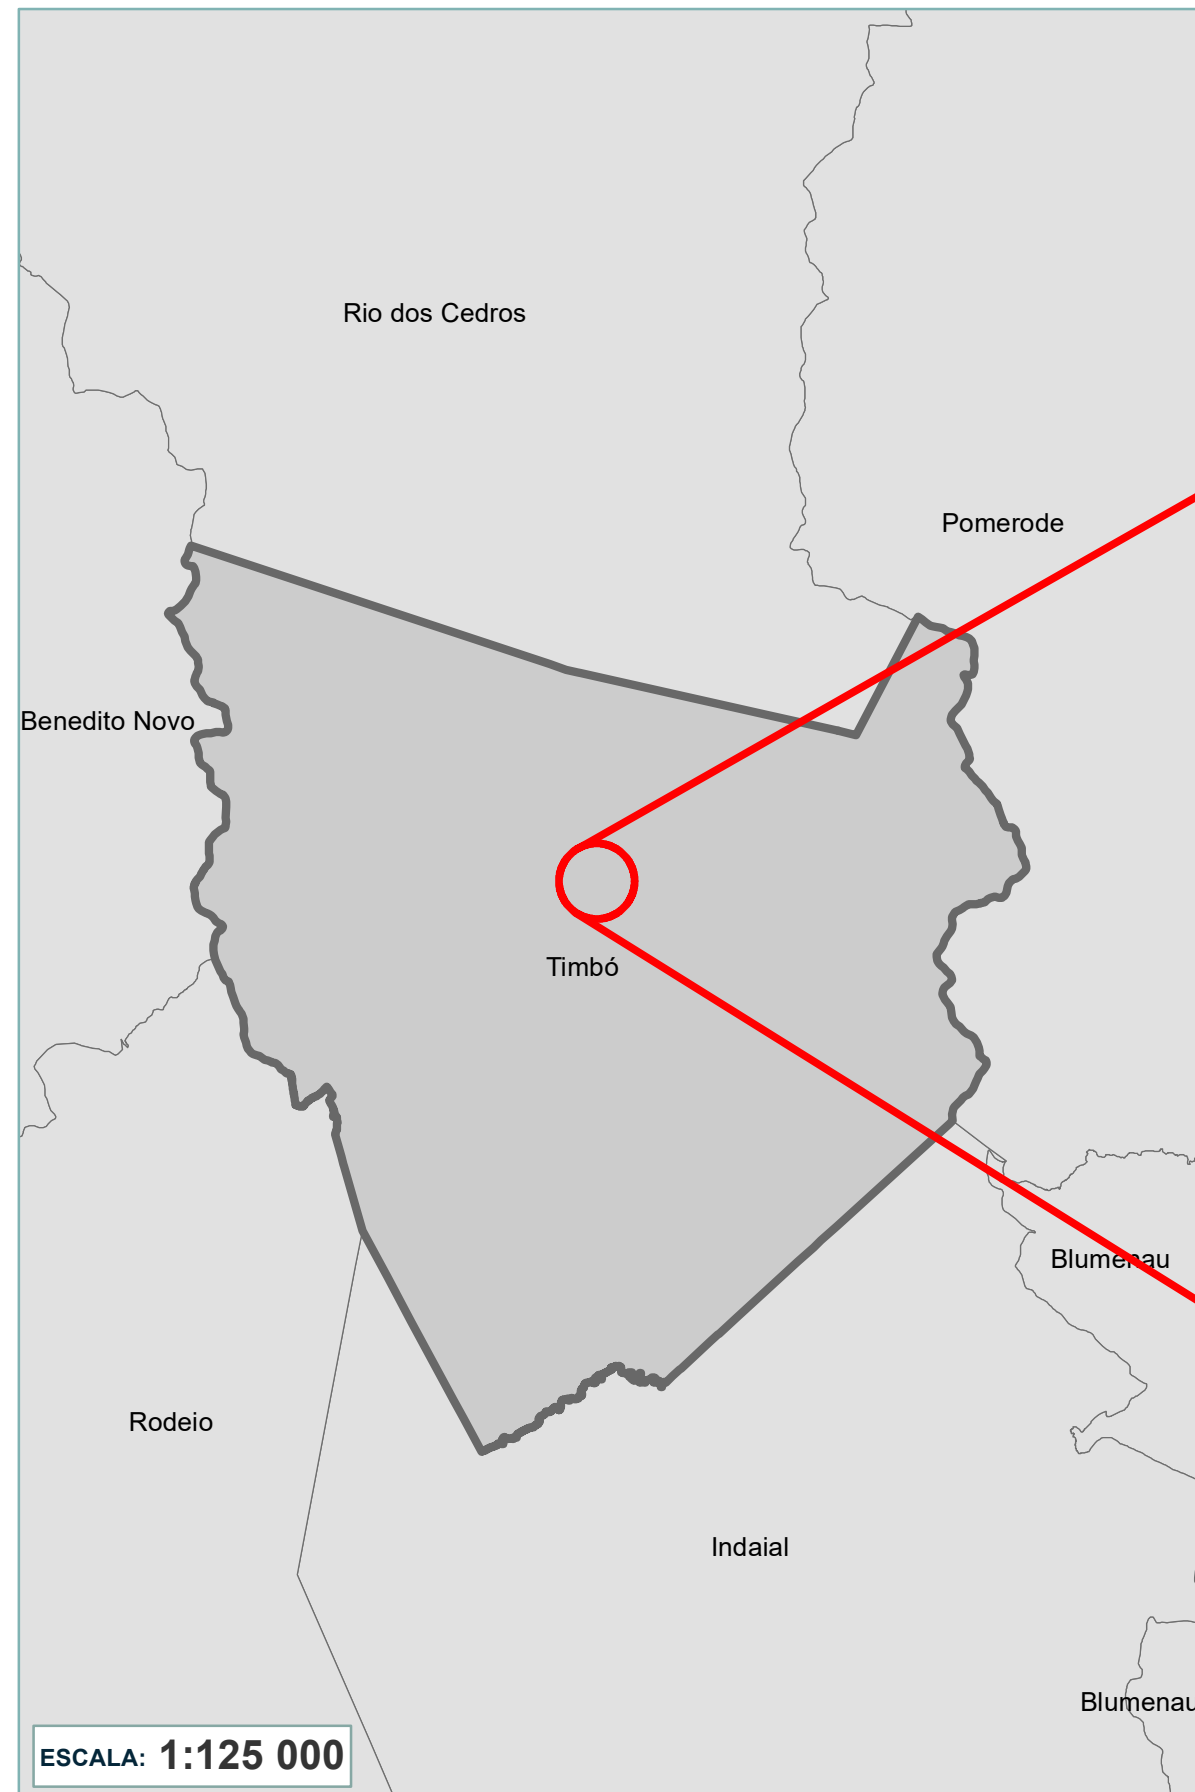 Rio dos Cedros
Pomerode
Benedito Novo
Timbó
Blumenau
Rodeio
Indaial
Blumenau
ESCALA: 1:125 000